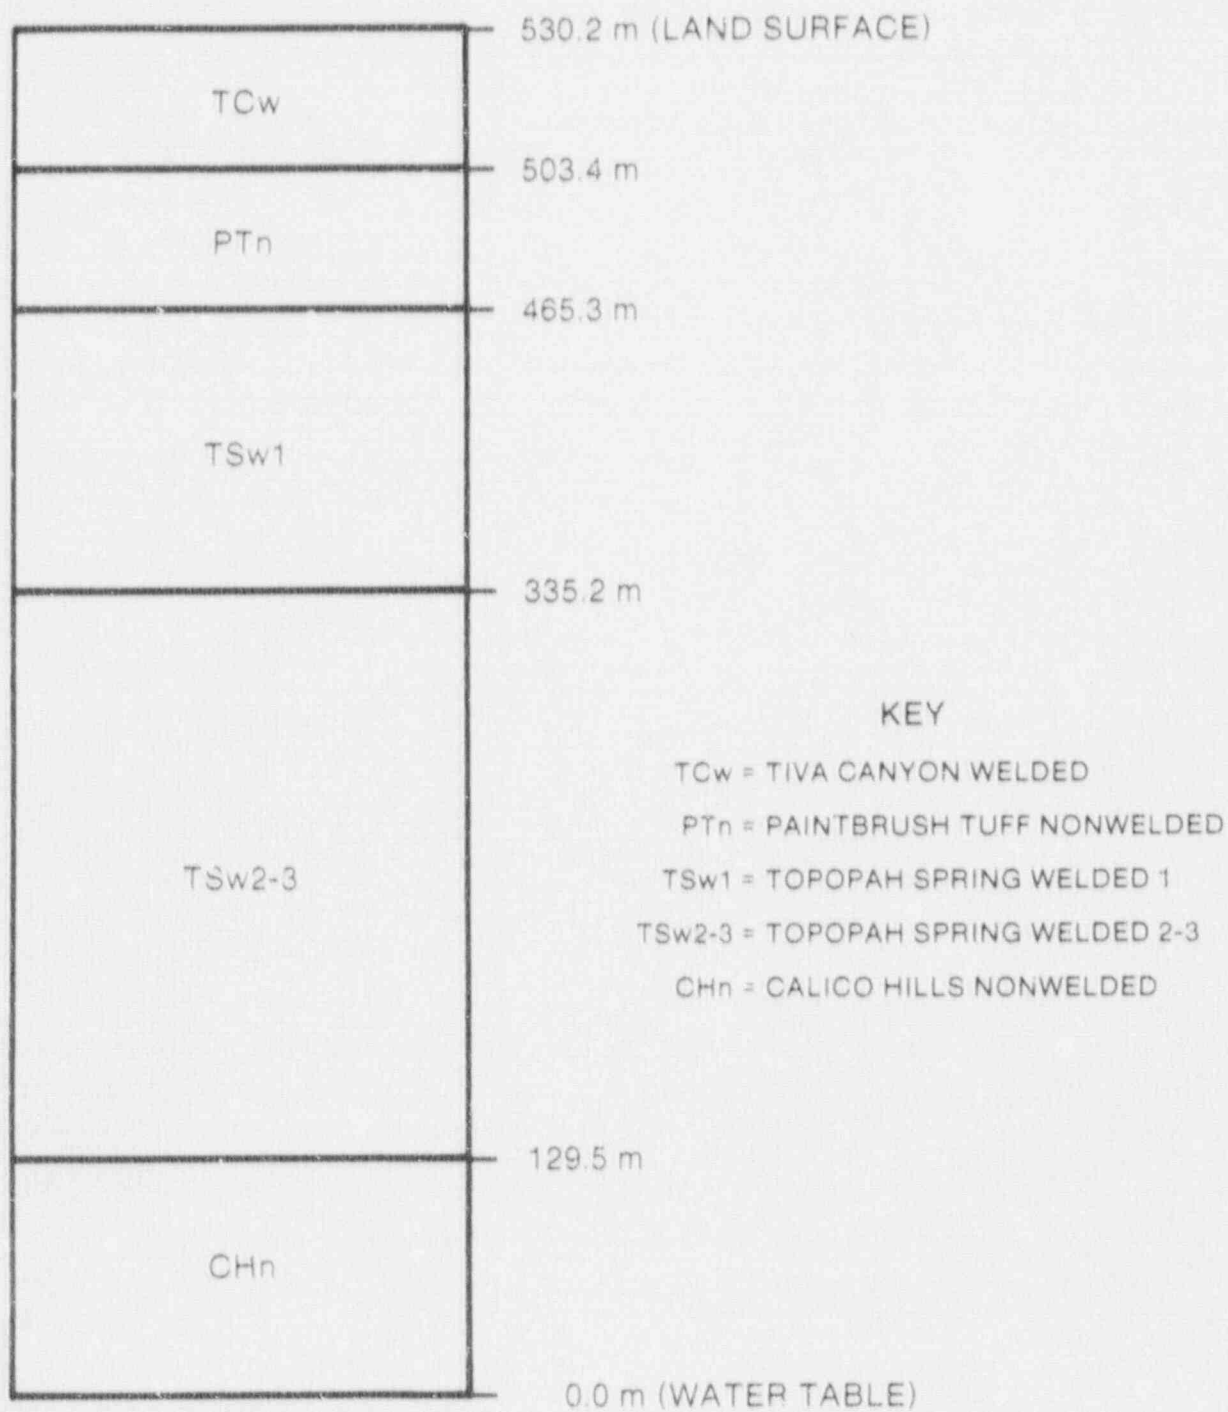 530.2 m (LAND SURFACE)
TCw
503.4 m
PTn
465.3 m
TSw1
335.2 m
TSw2-3
129.5 m
CHn
0.0 m (WATER TABLE)
KEY
TCw = TIVA CANYON WELDED
PTn = PAINTBRUSH TUFF NONWELDED
TSw1 = TOPOPAH SPRING WELDED 1
TSw2-3 = TOPOPAH SPRING WELDED 2-3
CHn = CALICO HILLS NONWELDED